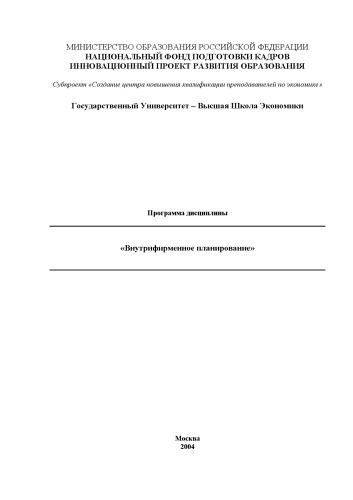 МИНИСТЕРСТВО ОБРАЗОВАНИЯ РОССИЙСКОЙ ФЕДЕРАЦИИ
НАЦИОНАЛЬНЫЙ ФОНД ПОДГОТОВКИ КАДРОВ
ИННОВАЦИОННЫЙ ПРОЕКТ РАЗВИТИЯ ОБРАЗОВАНИЯ
Субпроект «Создание центра повышения квалификации преподавателей по экономике»
Государственный Университет – Высшая Школа Экономики
Программа дисциплины
«Внутрифирменное планирование»
Москва
2004